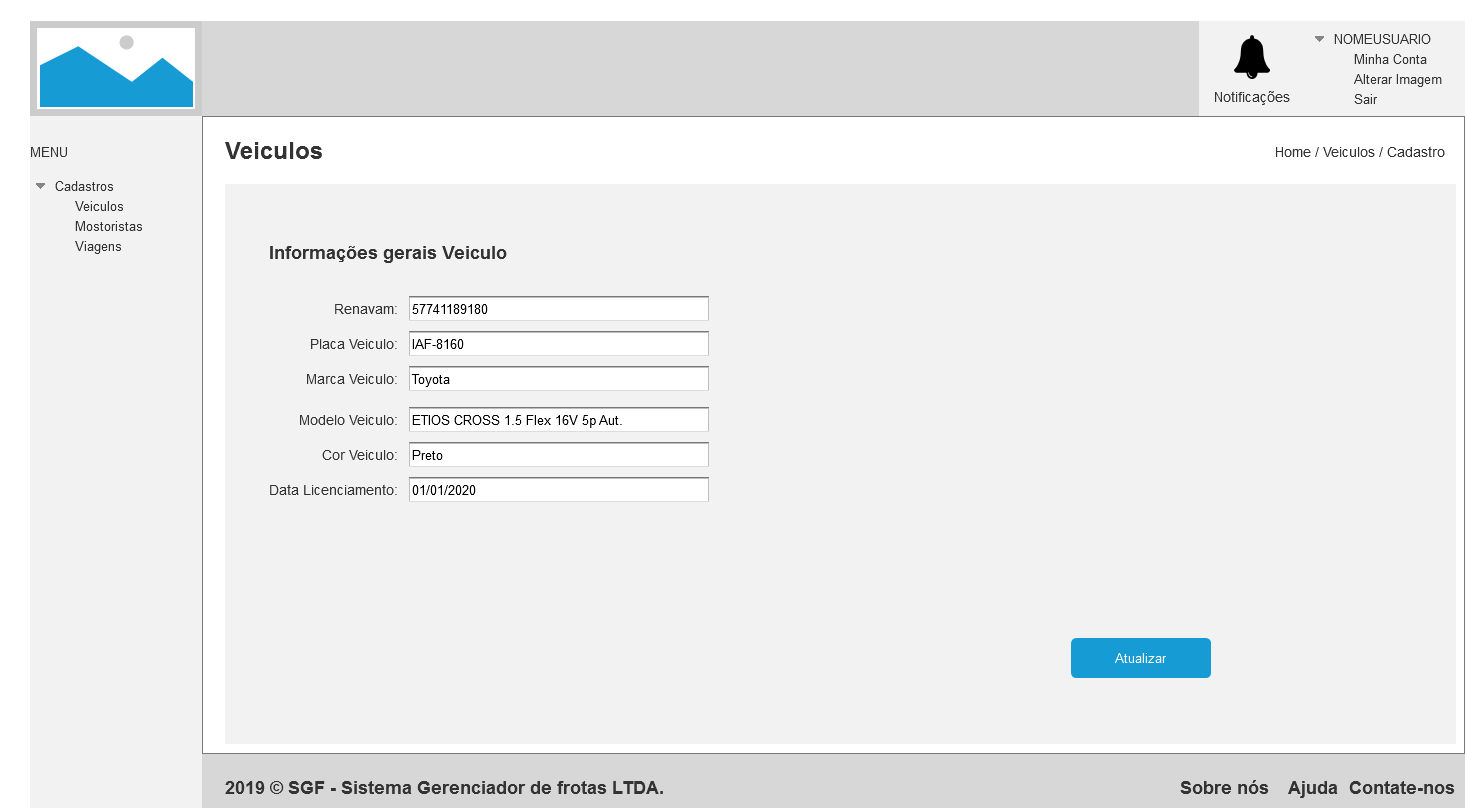 Notificações
NOMEUSUARIO
Minha Conta
Alterar Imagem
Sair
MENU
Cadastros
Veiculos
Mostoristas
Viagens
Veiculos
Home / Veiculos / Cadastro
Informações gerais Veiculo
Renavam: 57741189180
Placa Veiculo: IAF-8160
Marca Veiculo: Toyota
Modelo Veiculo: ETIOS CROSS 1.5 Flex 16V 5p Aut.
Cor Veiculo: Preto
Data Licenciamento: 01/01/2020
Atualizar
2019 © SGF - Sistema Gerenciador de frotas LTDA.
Sobre nós Ajuda Contate-nos